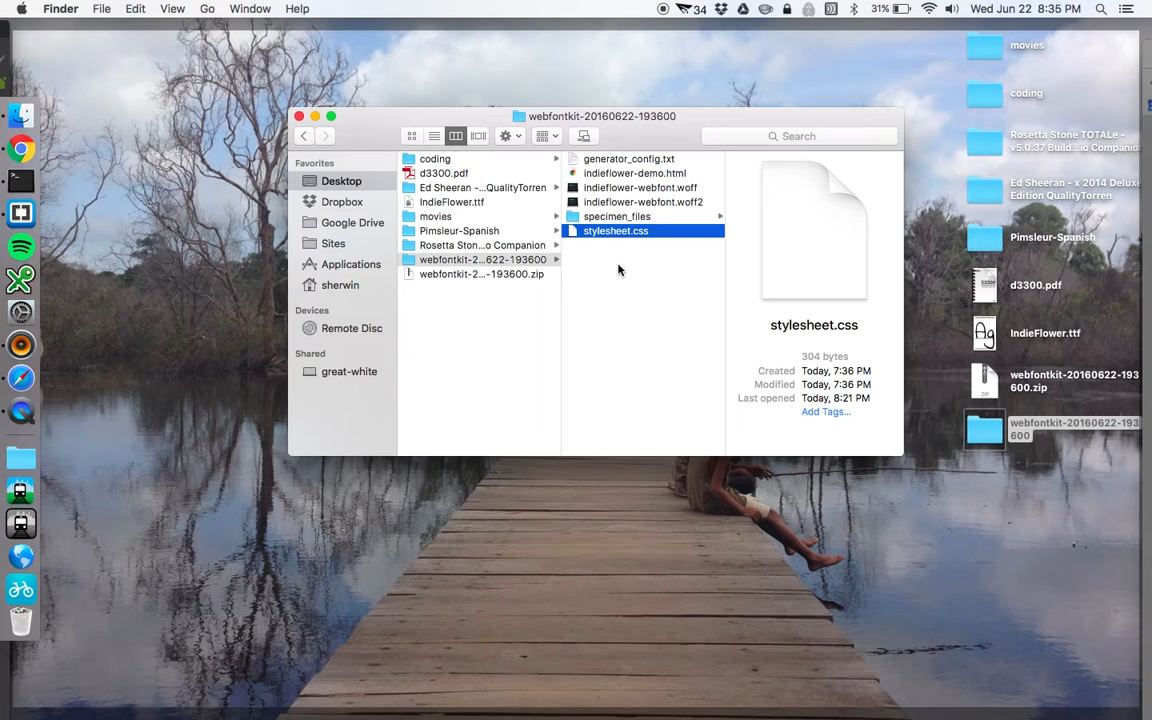 Finder File Edit View Go Window Help
34 31% Wed Jun 22 8:35 PM
webfontkit-20160622-193600
Search
Favorites
Desktop
Dropbox
Google Drive
Sites
Applications
sherwin
Devices
Remote Disc
Shared
great-white
coding
d3300.pdf
Ed Sheeran -...QualityTorren
IndieFlower.ttf
movies
Pimsleur-Spanish
Rosetta Ston...o Companion
webfontkit-2...622-193600
webfontkit-2...-193600.zip
generator_config.txt
indieflower-demo.html
indieflower-webfont.woff
indieflower-webfont.woff2
specimen_files
stylesheet.css
stylesheet.css
304 bytes
Created Today, 7:36 PM
Modified Today, 7:36 PM
Last opened Today, 8:21 PM
Add Tags...
movies
coding
Rosetta Stone TOTALe -
v5.0.37 Build...io Companio
Ed Sheeran - x 2014 Deluxe
Edition QualityTorren
Pimsleur-Spanish
d3300.pdf
Ag
IndieFlower.ttf
ZIP
webfontkit-20160622-193
600.zip
webfontkit-20160622-193
600